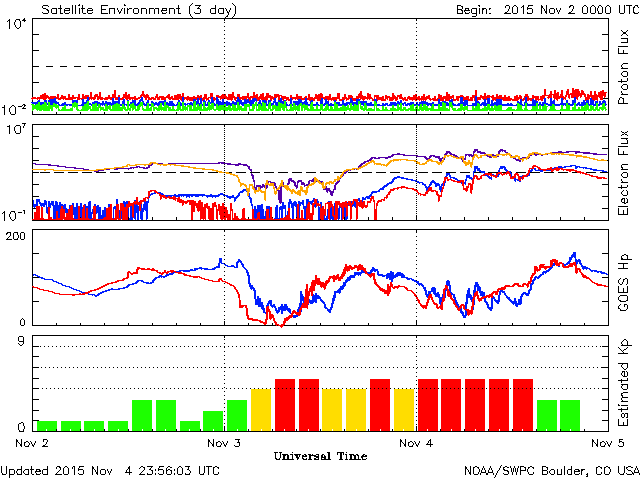 Satellite Environment (3 day)
Begin: 2015 Nov 2 0000 UTC
10^4
10^-2
Proton Flux
10^7
10^-1
Electron Flux
200
0
GOES Hp
9
0
Estimated Kp
Nov 2
Nov 3
Nov 4
Nov 5
Universal Time
Updated 2015 Nov 4 23:56:03 UTC
NOAA/SWPC Boulder, CO USA